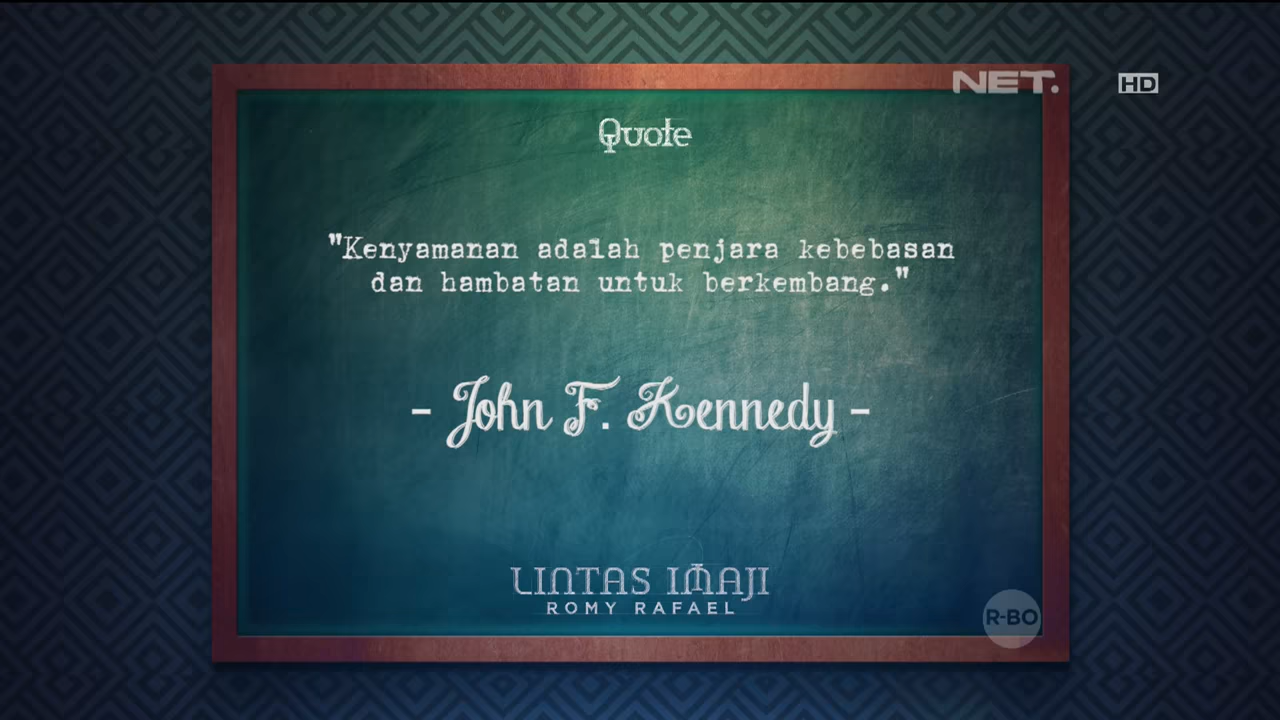 NET. HD
Quote
"Kenyamanan adalah penjara kebebasan
dan hambatan untuk berkembang."
- John F. Kennedy -
LINTAS IMAJI
ROMY RAFAEL
R-BO